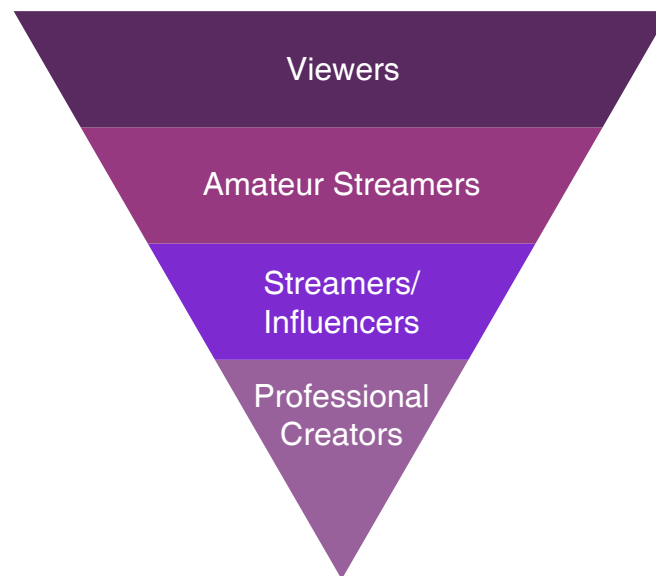 Viewers
Amateur Streamers
Streamers/
Influencers
Professional
Creators